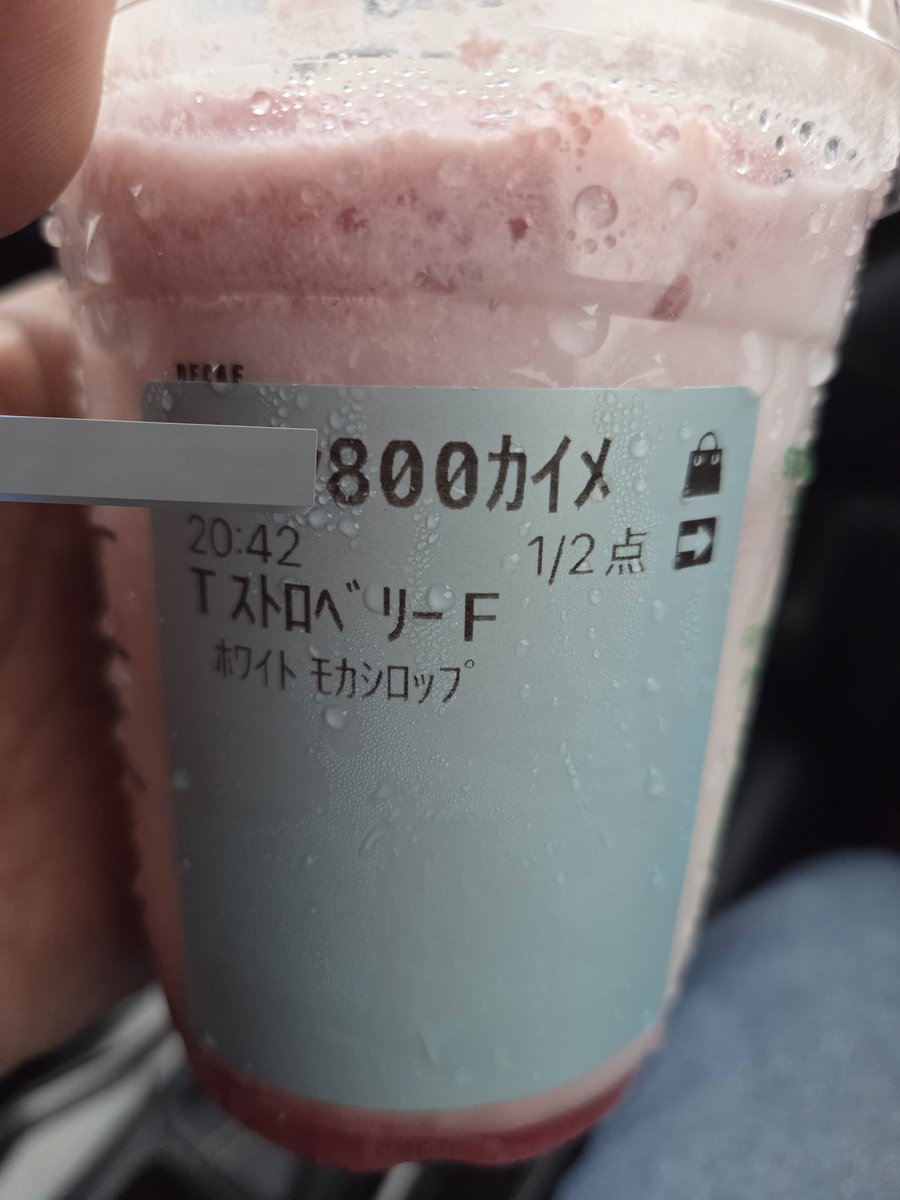 DECAF
800カイメ
20:42 1/2点
T ストロベリー F
ホワイト モカシロップ